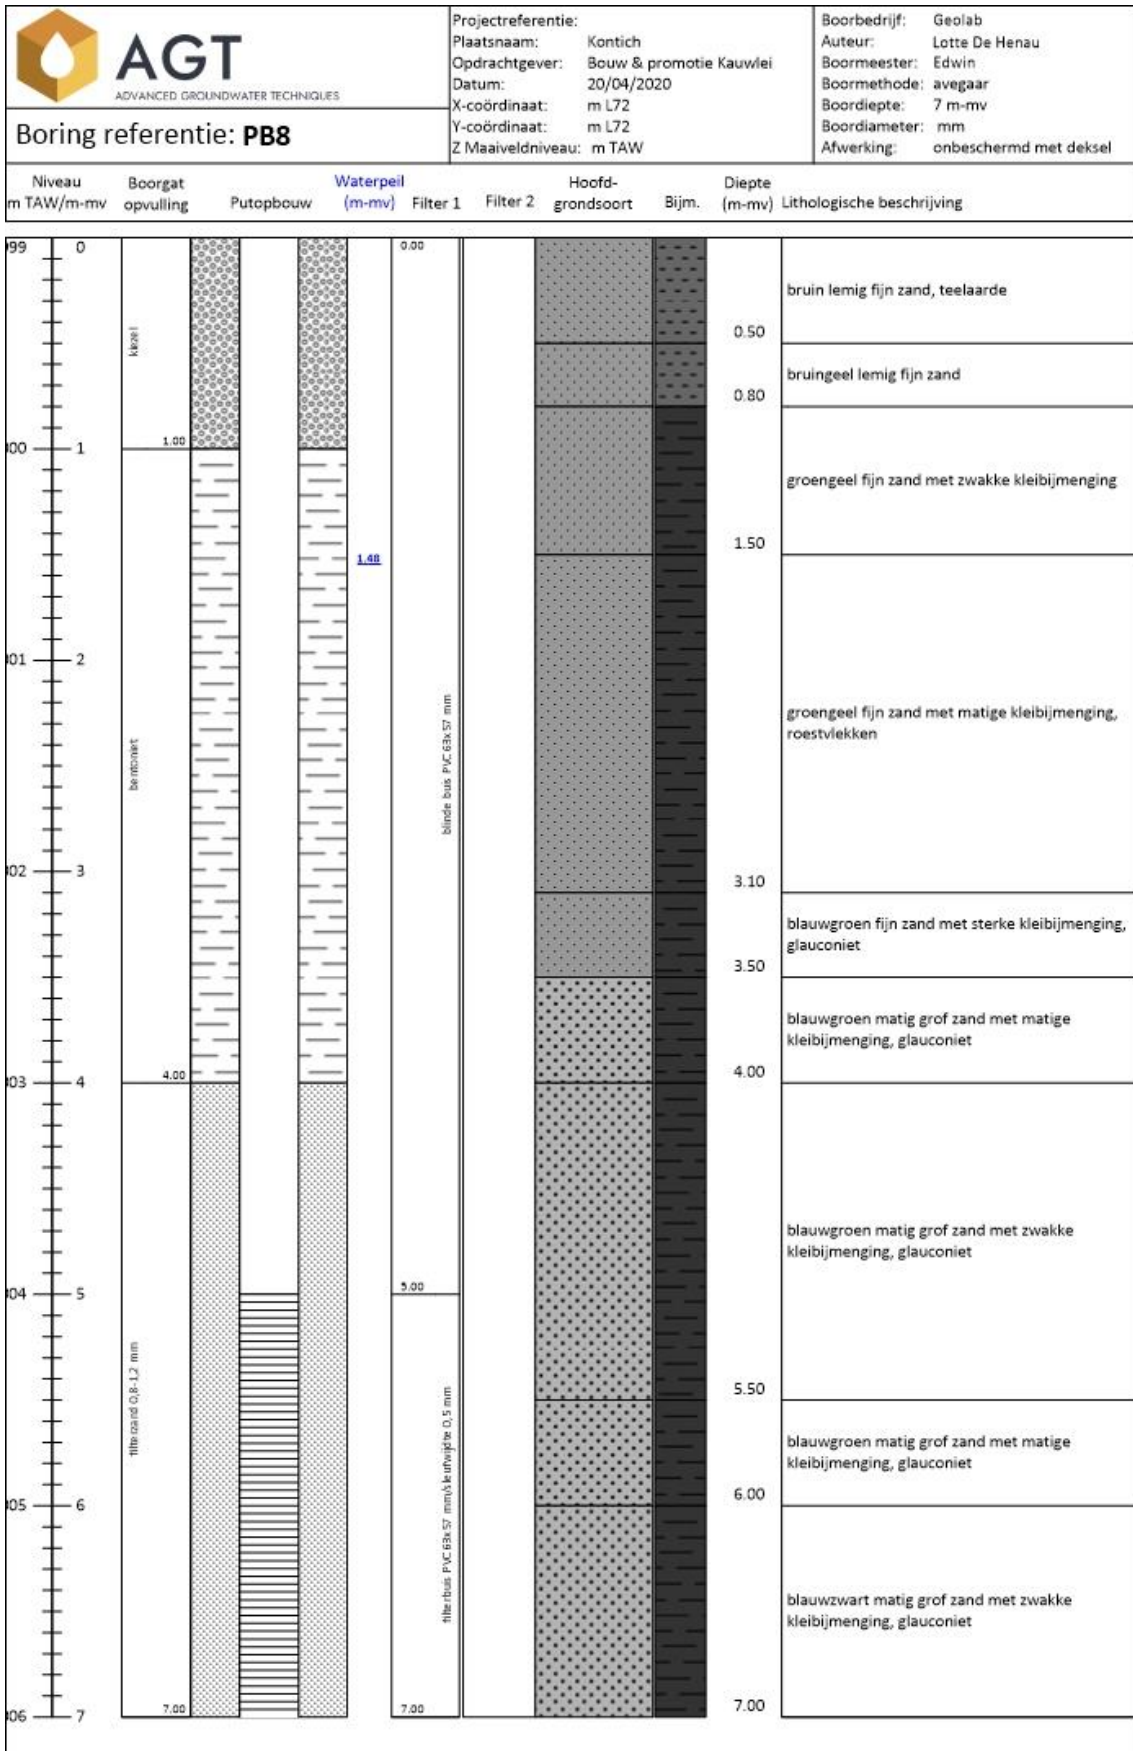 AGT
ADVANCED GROUNDWATER TECHNIQUES
Boring referentie: PB8
Projectreferentie:
Plaatsnaam: Kontich
Opdrachtgever: Bouw & promotie Kauwlei
Datum: 20/04/2020
X-coördinaat: m L72
Y-coördinaat: m L72
Z Maaiveldniveau: m TAW
Boorbedrijf: Geolab
Auteur: Lotte De Henau
Boormeester: Edwin
Boormethode: avegaar
Boordiepte: 7 m-mv
Boordiameter: mm
Afwerking: onbeschermd met deksel
Niveau
m TAW/m-mv
Boorgat
opvulling
Putopbouw
Waterpeil
(m-mv)
Filter 1
Filter 2
Hoofd-
grondsoort
Bijm.
Diepte
(m-mv)
Lithologische beschrijving
99 0
00 1
01 2
02 3
03 4
04 5
05 6
06 7
kiezel
1.00
bentoniet
4.00
filterzand 0,8-1,2 mm
7.00
1.48
0.00
blinde buis PVC 63x57 mm
5.00
filterbuis PVC 63x57 mm/sleufwijdte 0,5 mm
7.00
0.50
bruin lemig fijn zand, teelaarde
0.80
bruingeel lemig fijn zand
1.50
groengeel fijn zand met zwakke kleibijmenging
3.10
groengeel fijn zand met matige kleibijmenging,
roestvlekken
3.50
blauwgroen fijn zand met sterke kleibijmenging,
glauconiet
4.00
blauwgroen matig grof zand met matige
kleibijmenging, glauconiet
5.50
blauwgroen matig grof zand met zwakke
kleibijmenging, glauconiet
6.00
blauwgroen matig grof zand met matige
kleibijmenging, glauconiet
7.00
blauwzwart matig grof zand met zwakke
kleibijmenging, glauconiet